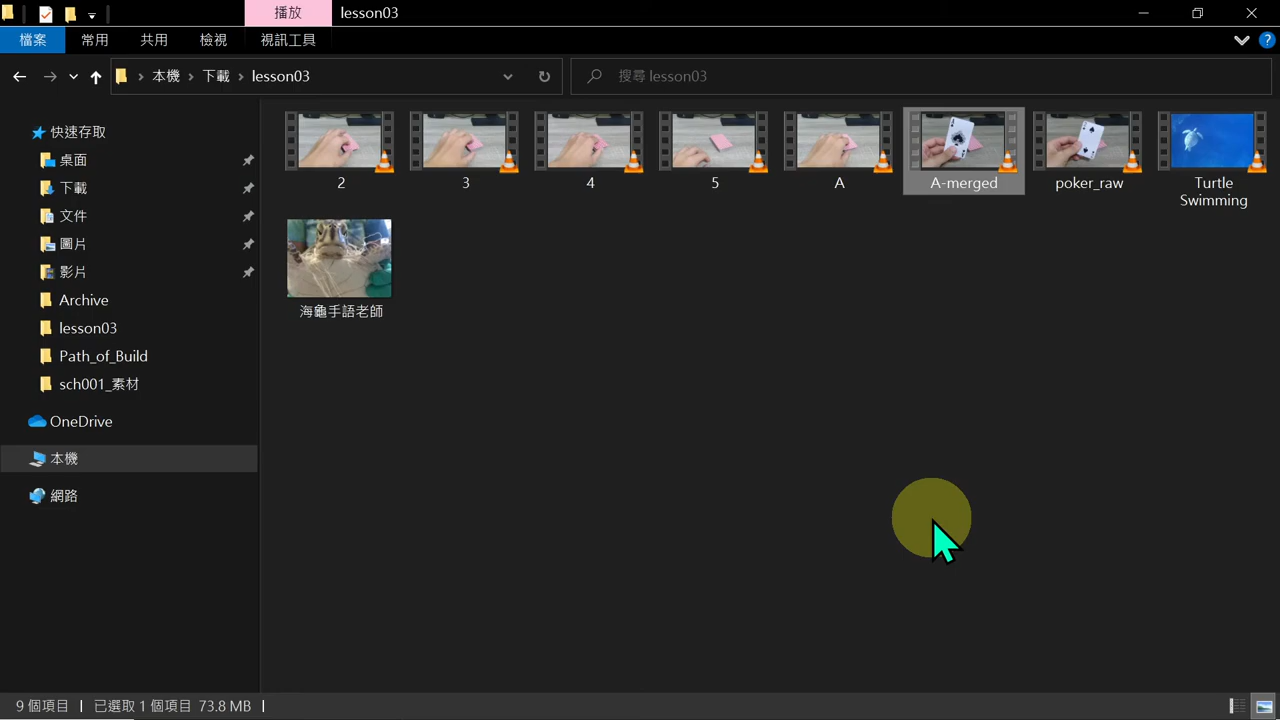 播放
lesson03
檔案
常用
共用
檢視
視訊工具
本機
下載
lesson03
搜尋 lesson03
快速存取
桌面
下載
文件
圖片
影片
Archive
lesson03
Path_of_Build
sch001_素材
OneDrive
本機
網路
2
3
4
5
A
A-merged
poker_raw
Turtle
Swimming
海龜手語老師
9 個項目
已選取 1 個項目 73.8 MB